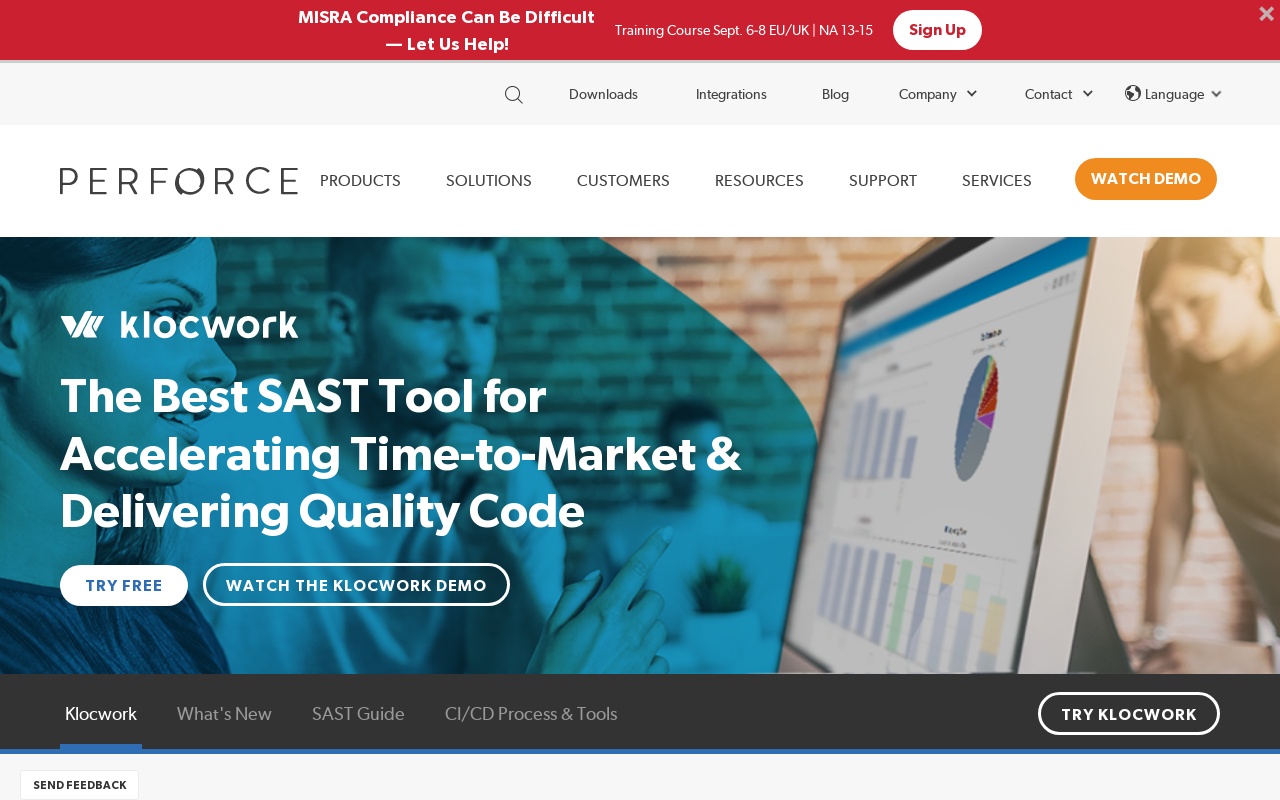 MISRA Compliance Can Be Difficult
— Let Us Help!
Training Course Sept. 6-8 EU/UK | NA 13-15
Sign Up
Downloads
Integrations
Blog
Company
Contact
Language
PERFORCE
PRODUCTS
SOLUTIONS
CUSTOMERS
RESOURCES
SUPPORT
SERVICES
WATCH DEMO
klocwork
The Best SAST Tool for
Accelerating Time-to-Market &
Delivering Quality Code
TRY FREE
WATCH THE KLOCWORK DEMO
Klocwork
What's New
SAST Guide
CI/CD Process & Tools
TRY KLOCWORK
SEND FEEDBACK